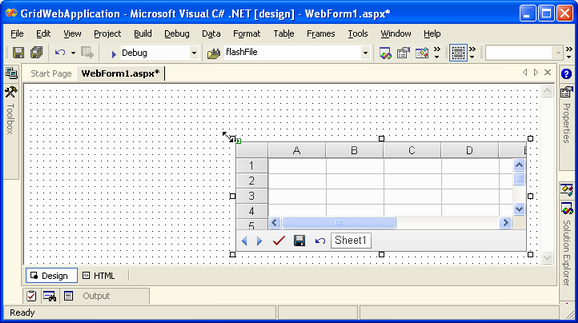 GridWebApplication - Microsoft Visual C# .NET [design] - WebForm1.aspx*
File Edit View Project Build Debug Data Format Table Frames Tools Window Help
Debug flashFile
Start Page WebForm1.aspx*
Toolbox
Properties
Solution Explorer
A B C D E
1
2
3
4
5
Sheet1
Design HTML
Output
Ready